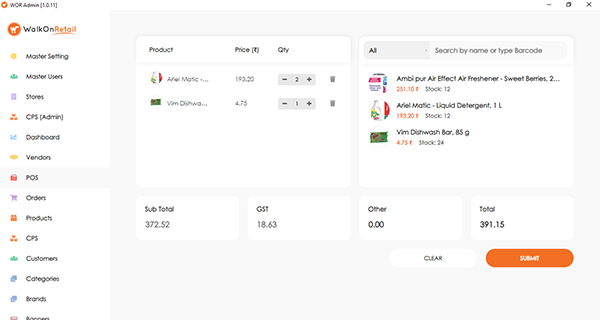 WOR Admin [1.0.11]
WalkOnRetail
Master Setting
Master Users
Stores
CPS (Admin)
Dashboard
Vendors
POS
Orders
Products
CPS
Customers
Categories
Brands
Banners
Product Price (₹) Qty
Ariel Matic -... 193.20 − 2 +
Vim Dishwa... 4.75 − 1 +
All Search by name or type Barcode
Ambi pur Air Effect Air Freshener - Sweet Berries, 2...
251.10 ₹ Stock: 12
Ariel Matic - Liquid Detergent, 1 L
193.20 ₹ Stock: 12
Vim Dishwash Bar, 85 g
4.75 ₹ Stock: 24
Sub Total GST Other Total
372.52 18.63 0.00 391.15
CLEAR SUBMIT